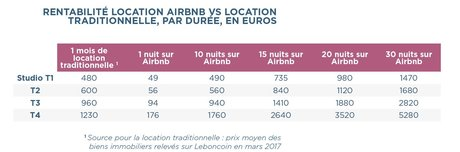 RENTABILITÉ LOCATION AIRBNB VS LOCATION
TRADITIONNELLE, PAR DURÉE, EN EUROS
1 mois de location traditionnelle ¹ 1 nuit sur Airbnb 10 nuits sur Airbnb 15 nuits sur Airbnb 20 nuits sur Airbnb 30 nuits sur Airbnb
Studio T1 480 49 490 735 980 1470
T2 600 56 560 840 1120 1680
T3 960 94 940 1410 1880 2820
T4 1230 176 1760 2640 3520 5280
¹ Source pour la location traditionnelle : prix moyen des
biens immobiliers relevés sur Leboncoin en mars 2017